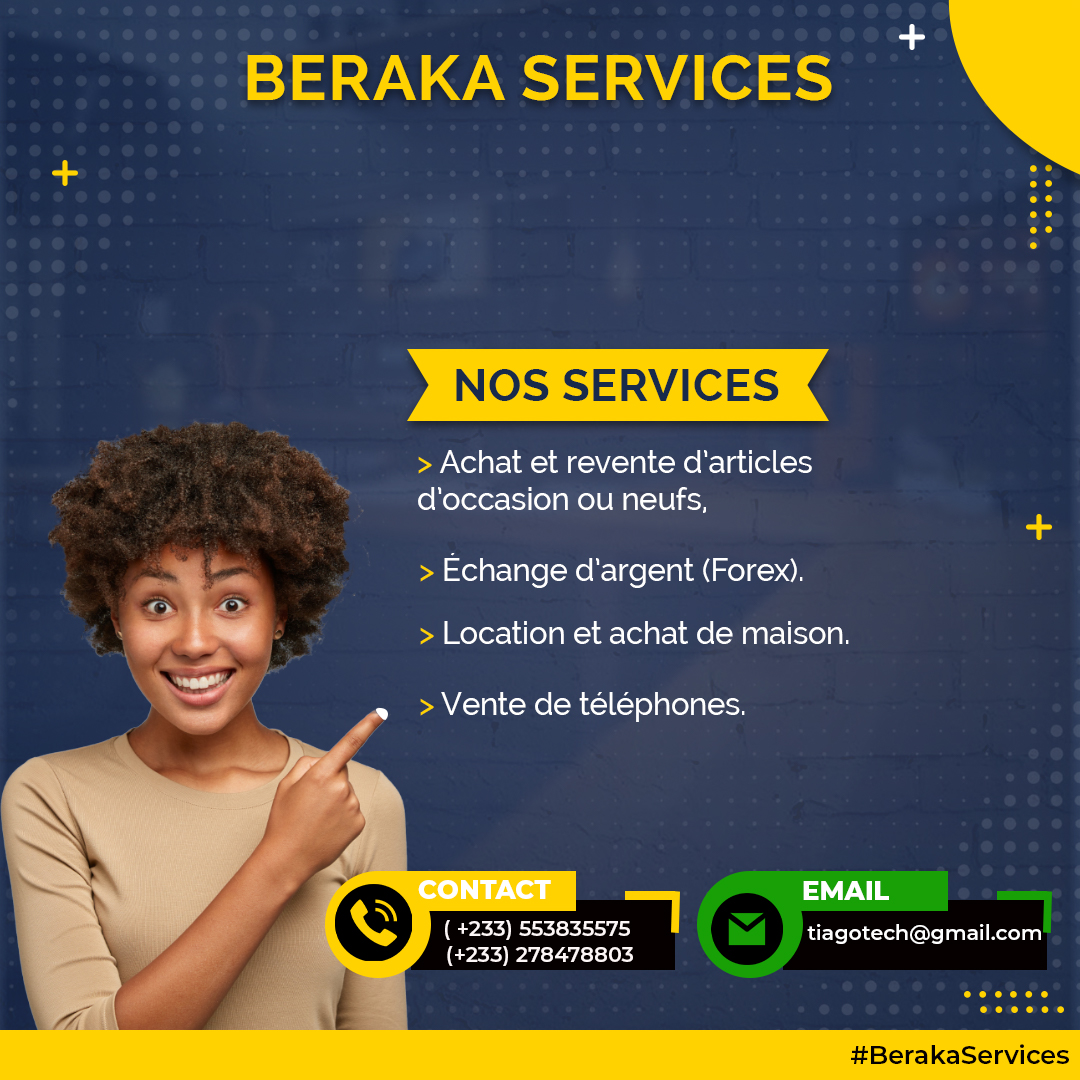 BERAKA SERVICES
NOS SERVICES
> Achat et revente d'articles
d'occasion ou neufs,
> Échange d'argent (Forex).
> Location et achat de maison.
> Vente de téléphones.
CONTACT
( +233) 553835575
(+233) 278478803
EMAIL
tiagotech@gmail.com
#BerakaServices